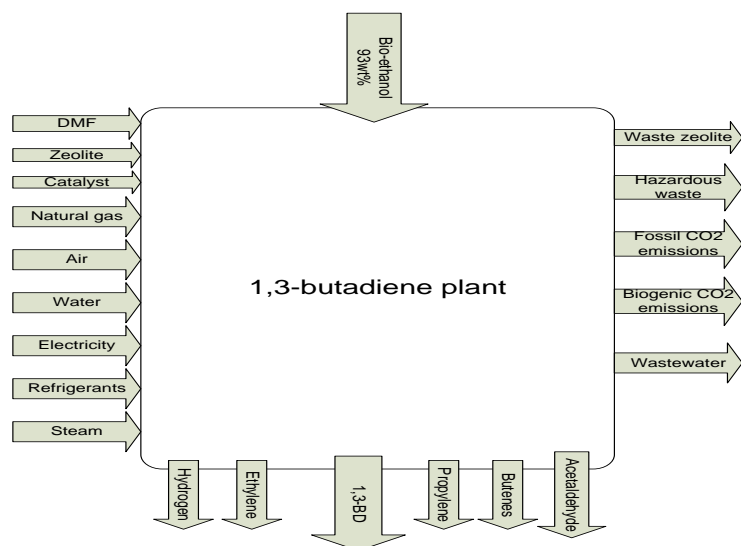 Bio-ethanol
93wt%
DMF
Zeolite
Catalyst
Natural gas
Air
Water
Electricity
Refrigerants
Steam
1,3-butadiene plant
Waste zeolite
Hazardous
waste
Fossil CO2
emissions
Biogenic CO2
emissions
Wastewater
Hydrogen
Ethylene
1,3-BD
Propylene
Butenes
Acetaldehyde